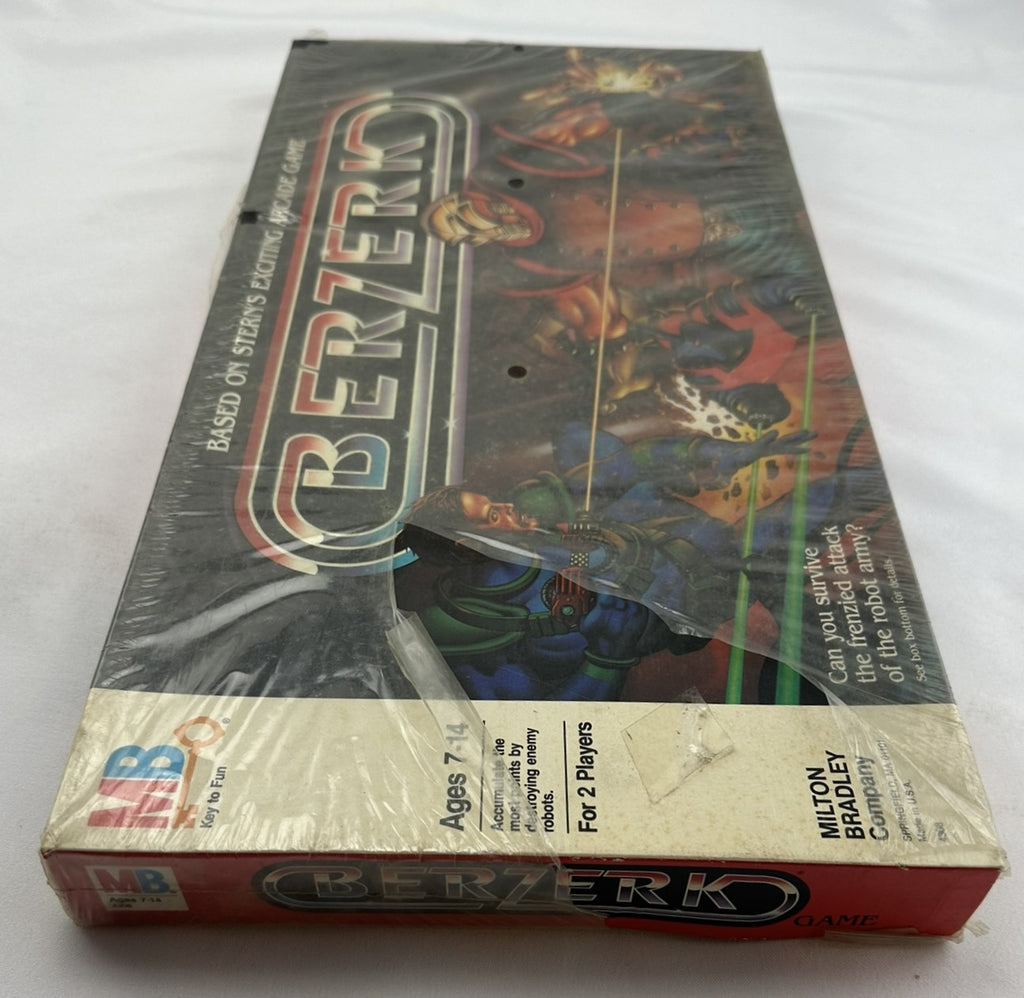 BASED ON STERN'S EXCITING ARCADE GAME
BERZERK
Can you survive
the frenzied attack
of the robot army?
See box bottom for details.
MB
®
Key to Fun
Ages 7-14
Accumulate the
most points by
destroying enemy
robots.
For 2 Players
MILTON
BRADLEY
Company
SPRINGFIELD, MA
Made in U.S.A.
MB
Ages 7-14
BERZERK
GAME